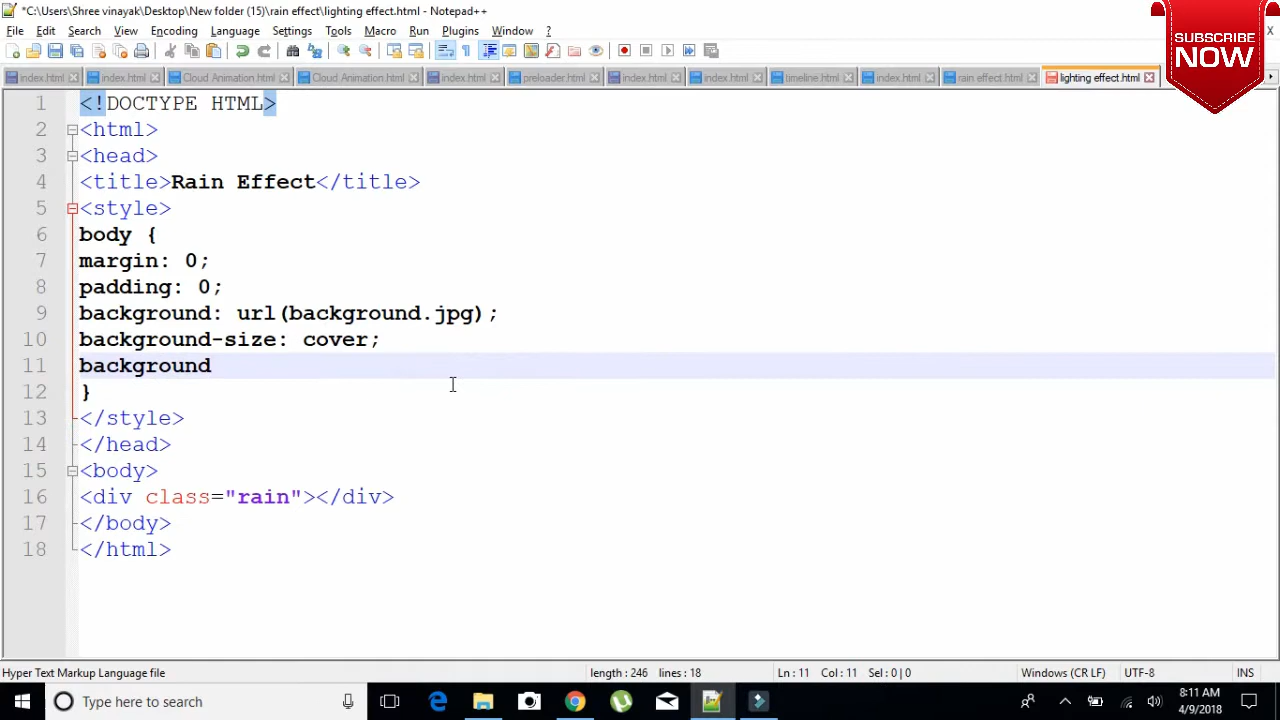 *C:\Users\Shree vinayak\Desktop\New folder (15)\rain effect\lighting effect.html - Notepad++
SUBSCRIBE
NOW
File Edit Search View Encoding Language Settings Tools Macro Run Plugins Window ? X
index.html index.html Cloud Animation.html Cloud Animation.html index.html preloader.html index.html index.html timeline.html index.html rain effect.html lighting effect.html
1 <!DOCTYPE HTML>
2 <html>
3 <head>
4 <title>Rain Effect</title>
5 <style>
6 body {
7 margin: 0;
8 padding: 0;
9 background: url(background.jpg);
10 background-size: cover;
11 background
12 }
13 </style>
14 </head>
15 <body>
16 <div class="rain"></div>
17 </body>
18 </html>
Hyper Text Markup Language file length : 246 lines : 18 Ln : 11 Col : 11 Sel : 0 | 0 Windows (CR LF) UTF-8 INS
Type here to search
8:11 AM
4/9/2018